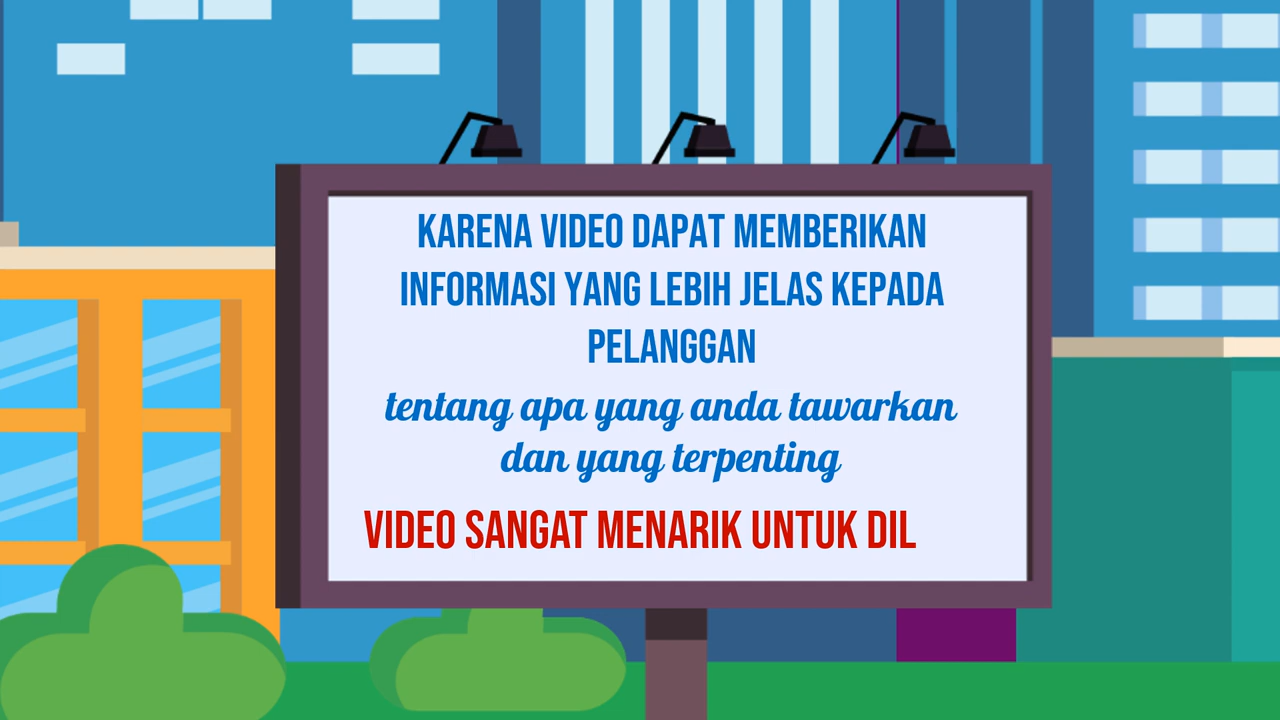 KARENA VIDEO DAPAT MEMBERIKAN
INFORMASI YANG LEBIH JELAS KEPADA
PELANGGAN
tentang apa yang anda tawarkan
dan yang terpenting
VIDEO SANGAT MENARIK UNTUK DIL